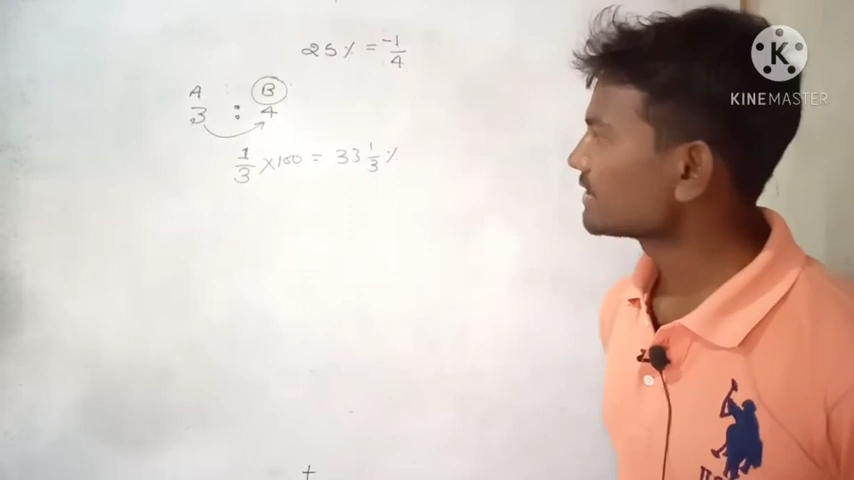 25% = -1/4
A : B
3 : 4
1/3 × 100 = 33 1/3 %
+
K
KINEMASTER